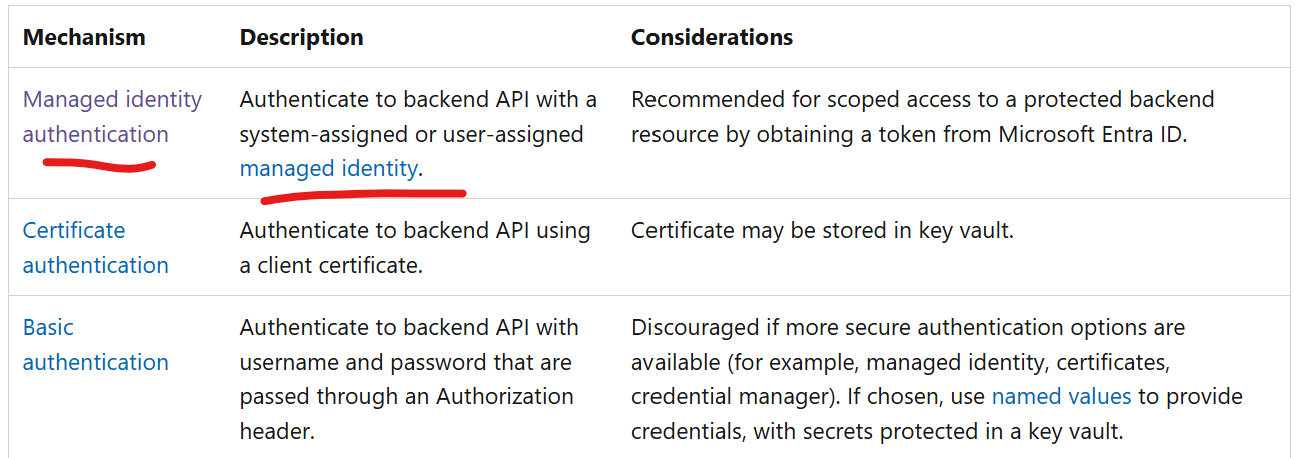 Mechanism Description Considerations
Managed identity Authenticate to backend API with a Recommended for scoped access to a protected backend
authentication system-assigned or user-assigned resource by obtaining a token from Microsoft Entra ID.
managed identity.
Certificate Authenticate to backend API using Certificate may be stored in key vault.
authentication a client certificate.
Basic Authenticate to backend API with Discouraged if more secure authentication options are
authentication username and password that are available (for example, managed identity, certificates,
passed through an Authorization credential manager). If chosen, use named values to provide
header. credentials, with secrets protected in a key vault.